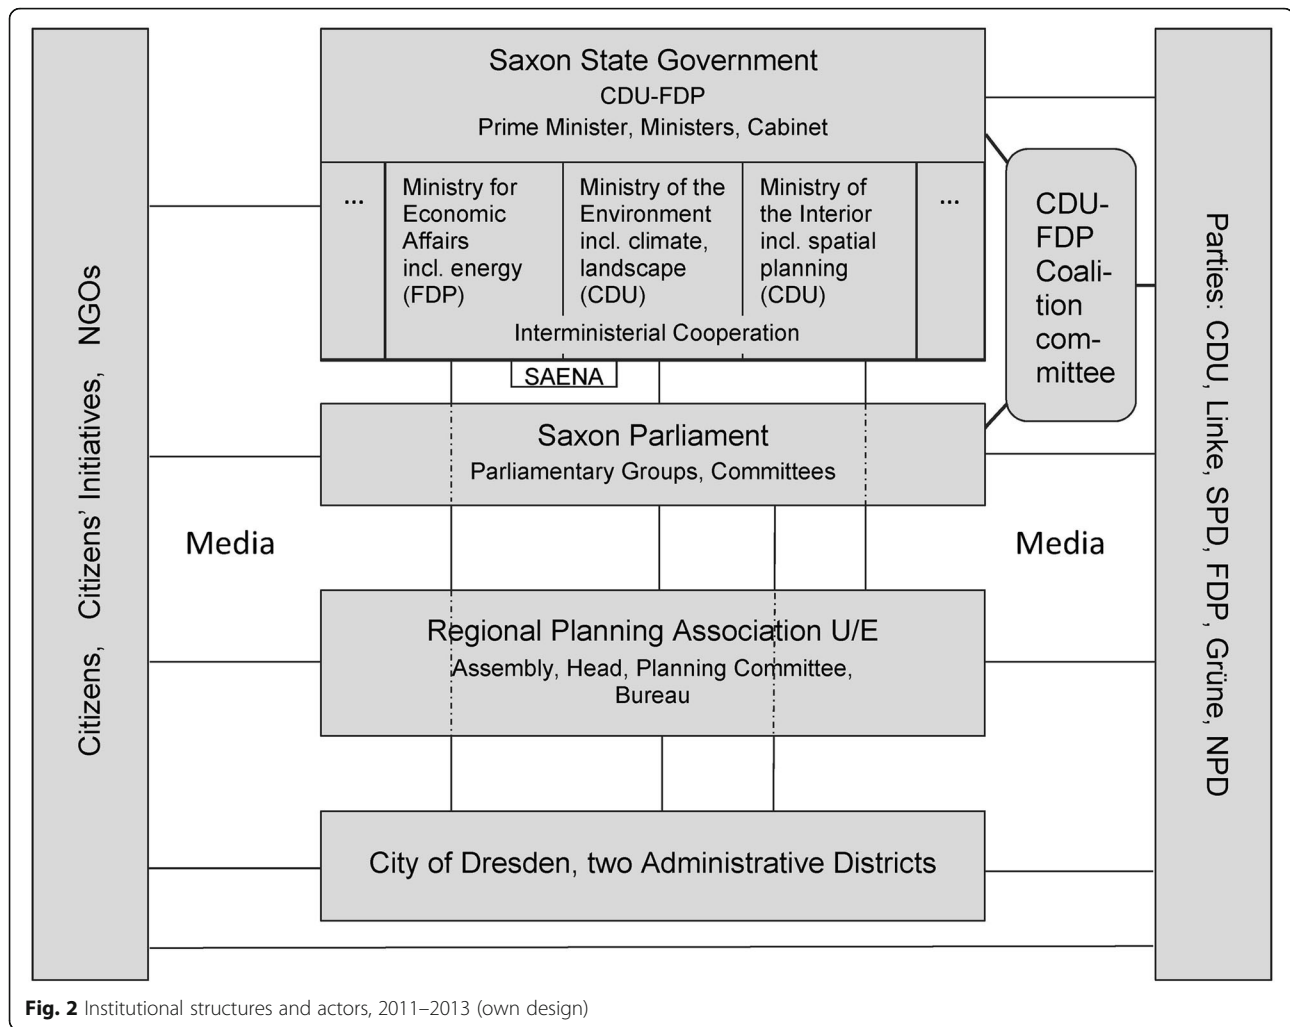 Citizens, Citizens' Initiatives, NGOs
Saxon State Government
CDU-FDP
Prime Minister, Ministers, Cabinet
...
Ministry for
Economic
Affairs
incl. energy
(FDP)
Ministry of the
Environment
incl. climate,
landscape
(CDU)
Ministry of
the Interior
incl. spatial
planning
(CDU)
...
Interministerial Cooperation
SAENA
CDU-
FDP
Coali-
tion
com-
mittee
Parties: CDU, Linke, SPD, FDP, Grüne, NPD
Saxon Parliament
Parliamentary Groups, Committees
Media
Media
Regional Planning Association U/E
Assembly, Head, Planning Committee,
Bureau
City of Dresden, two Administrative Districts
Fig. 2 Institutional structures and actors, 2011–2013 (own design)